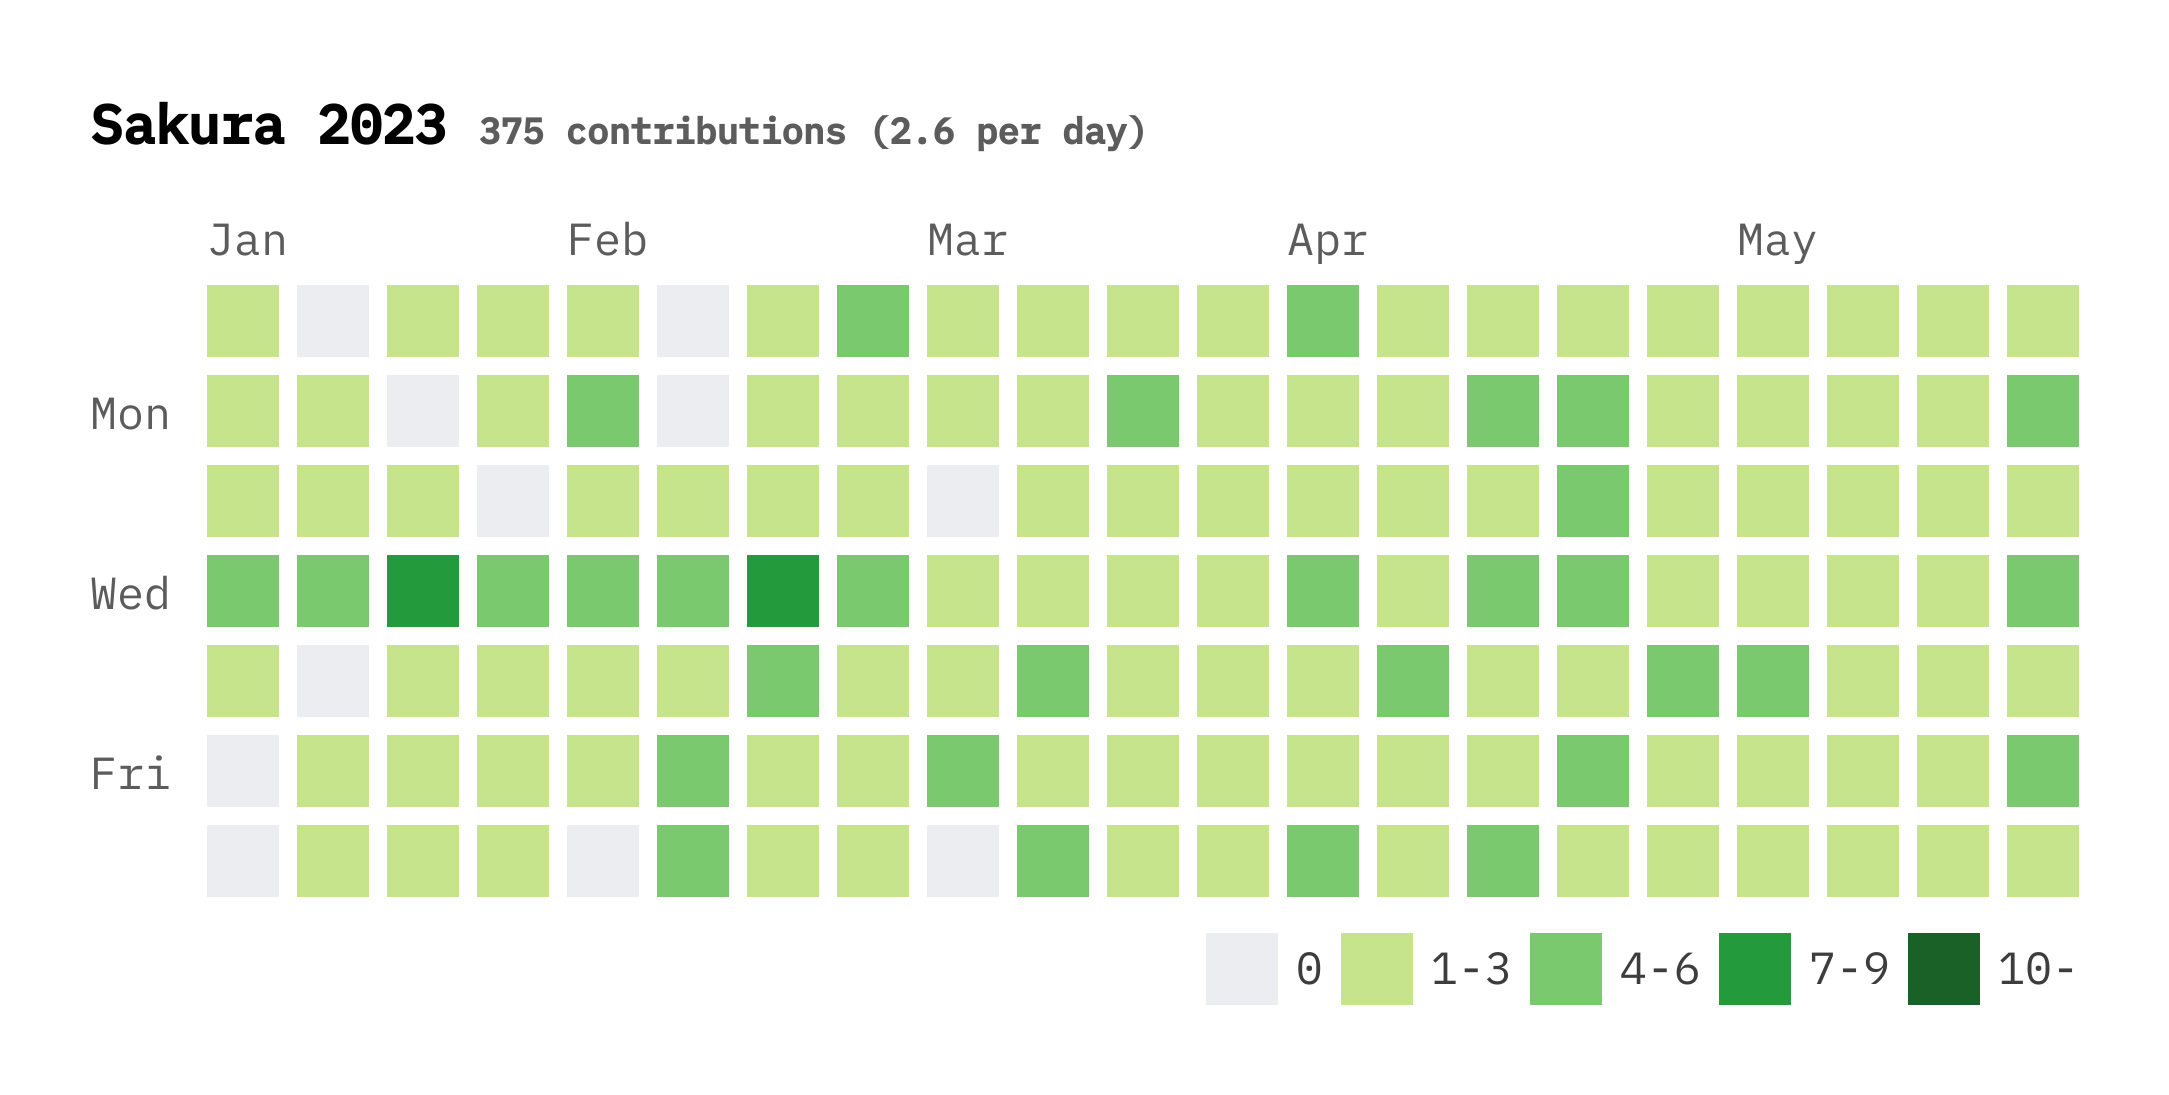 Sakura 2023 375 contributions (2.6 per day)
Jan Feb Mar Apr May
Mon
Wed
Fri
0 1-3 4-6 7-9 10-